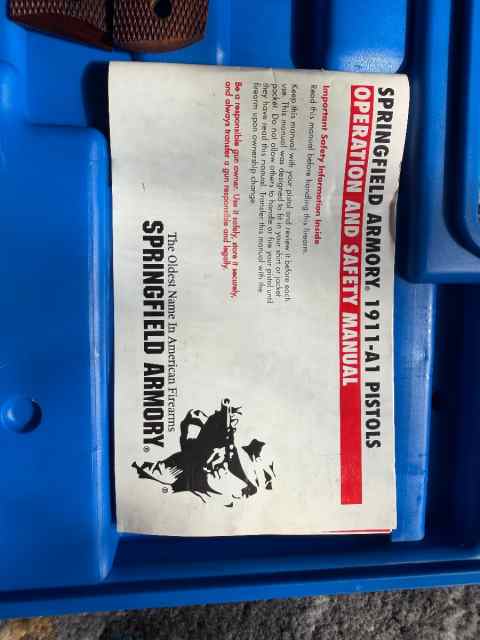 SPRINGFIELD ARMORY® 1911-A1 PISTOLS
OPERATION AND SAFETY MANUAL
Important Safety Information Inside
Read this manual before handling this firearm.
Keep this manual with your pistol and review it before each
use. This manual was designed to fit in your shirt or jacket
pocket. Do not allow others to handle or fire your pistol until
they have read this manual. Transfer this manual with the
firearm upon ownership change.
Be a responsible gun owner. Use it safely, store it securely,
and always transfer a gun responsible and legally.
The Oldest Name In American Firearms
SPRINGFIELD ARMORY®
®